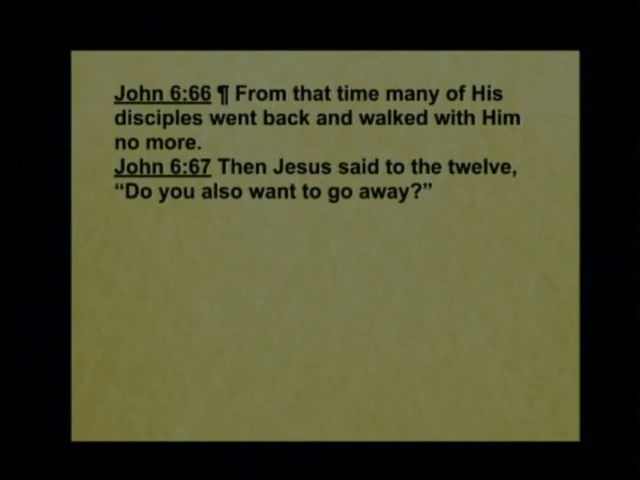 John 6:66 ¶ From that time many of His
disciples went back and walked with Him
no more.
John 6:67 Then Jesus said to the twelve,
“Do you also want to go away?”